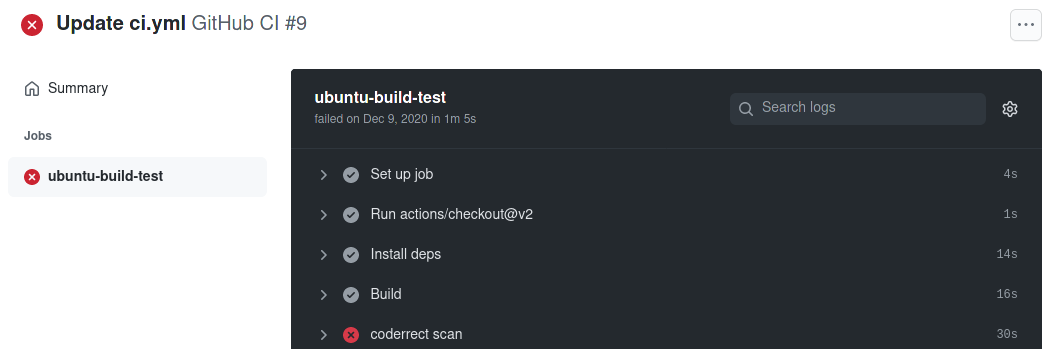 Update ci.yml GitHub CI #9
Summary
Jobs
ubuntu-build-test
ubuntu-build-test
failed on Dec 9, 2020 in 1m 5s
Search logs
Set up job 4s
Run actions/checkout@v2 1s
Install deps 14s
Build 16s
coderrect scan 30s